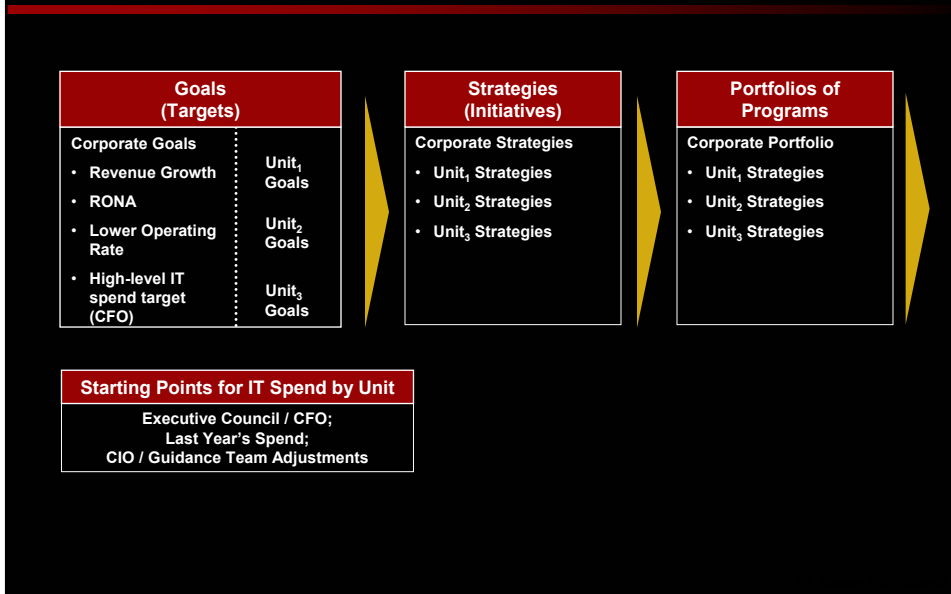 Goals
(Targets)
Corporate Goals
• Revenue Growth
• RONA
• Lower Operating
Rate
• High-level IT
spend target
(CFO)
Unit₁
Goals
Unit₂
Goals
Unit₃
Goals
Strategies
(Initiatives)
Corporate Strategies
• Unit₁ Strategies
• Unit₂ Strategies
• Unit₃ Strategies
Portfolios of
Programs
Corporate Portfolio
• Unit₁ Strategies
• Unit₂ Strategies
• Unit₃ Strategies
Starting Points for IT Spend by Unit
Executive Council / CFO;
Last Year’s Spend;
CIO / Guidance Team Adjustments